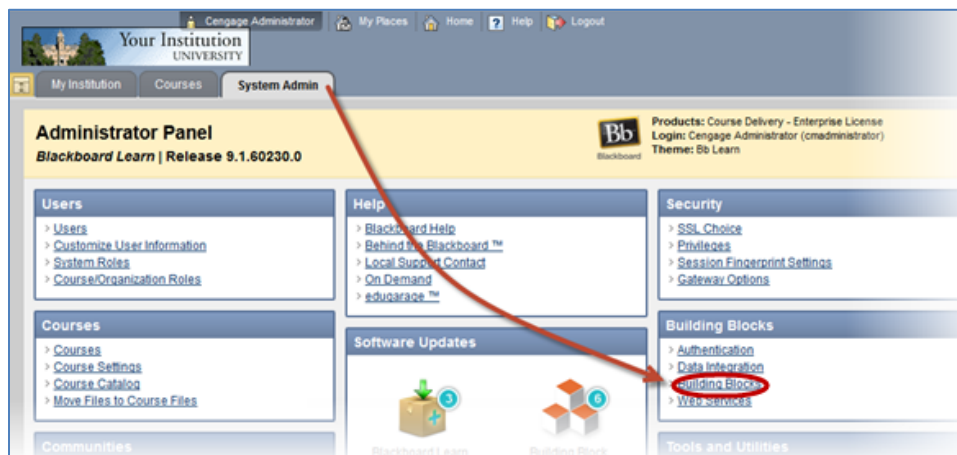 Cengage Administrator My Places Home ? Help Logout
Your Institution
UNIVERSITY
My Institution Courses System Admin
Administrator Panel
Blackboard Learn | Release 9.1.60230.0
Bb
Blackboard
Products: Course Delivery - Enterprise License
Login: Cengage Administrator (cmadministrator)
Theme: Bb Learn
Users
> Users
> Customize User Information
> System Roles
> Course/Organization Roles
Help
> Blackboard Help
> Behind the Blackboard ™
> Local Support Contact
> On Demand
> edugarage ™
Security
> SSL Choice
> Privileges
> Session Fingerprint Settings
> Gateway Options
Courses
> Courses
> Course Settings
> Course Catalog
> Move Files to Course Files
Software Updates
3
6
Blackboard Learn
Building Block
Building Blocks
> Authentication
> Data Integration
> Building Blocks
> Web Services
Communities
Tools and Utilities